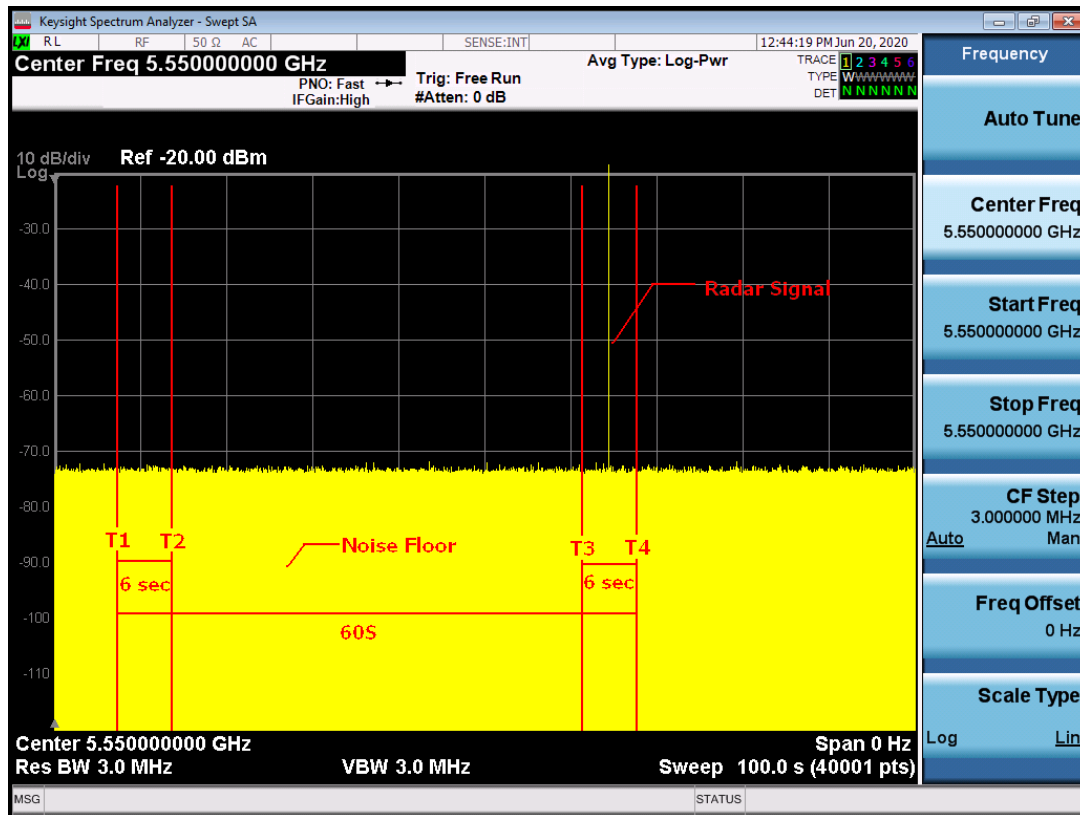 Keysight Spectrum Analyzer - Swept SA
LXI RL RF 50 Ω AC SENSE:INT 12:44:19 PM Jun 20, 2020
Center Freq 5.550000000 GHz
PNO: Fast
IFGain:High
Trig: Free Run
#Atten: 0 dB
Avg Type: Log-Pwr
TRACE 1 2 3 4 5 6
TYPE WWWWWWW
DET N N N N N N
10 dB/div Ref -20.00 dBm
Log
-30.0
-40.0
-50.0
-60.0
-70.0
-80.0
-90.0
-100
-110
Radar Signal
T1 T2
Noise Floor
T3 T4
6 sec
6 sec
60S
Center 5.550000000 GHz Span 0 Hz
Res BW 3.0 MHz VBW 3.0 MHz Sweep 100.0 s (40001 pts)
MSG STATUS
Frequency
Auto Tune
Center Freq
5.550000000 GHz
Start Freq
5.550000000 GHz
Stop Freq
5.550000000 GHz
CF Step
3.000000 MHz
Auto Man
Freq Offset
0 Hz
Scale Type
Log Lin